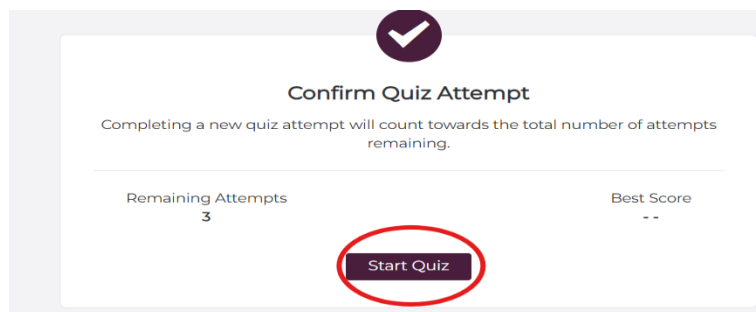 Confirm Quiz Attempt
Completing a new quiz attempt will count towards the total number of attempts
remaining.
Remaining Attempts
3
Best Score
- -
Start Quiz